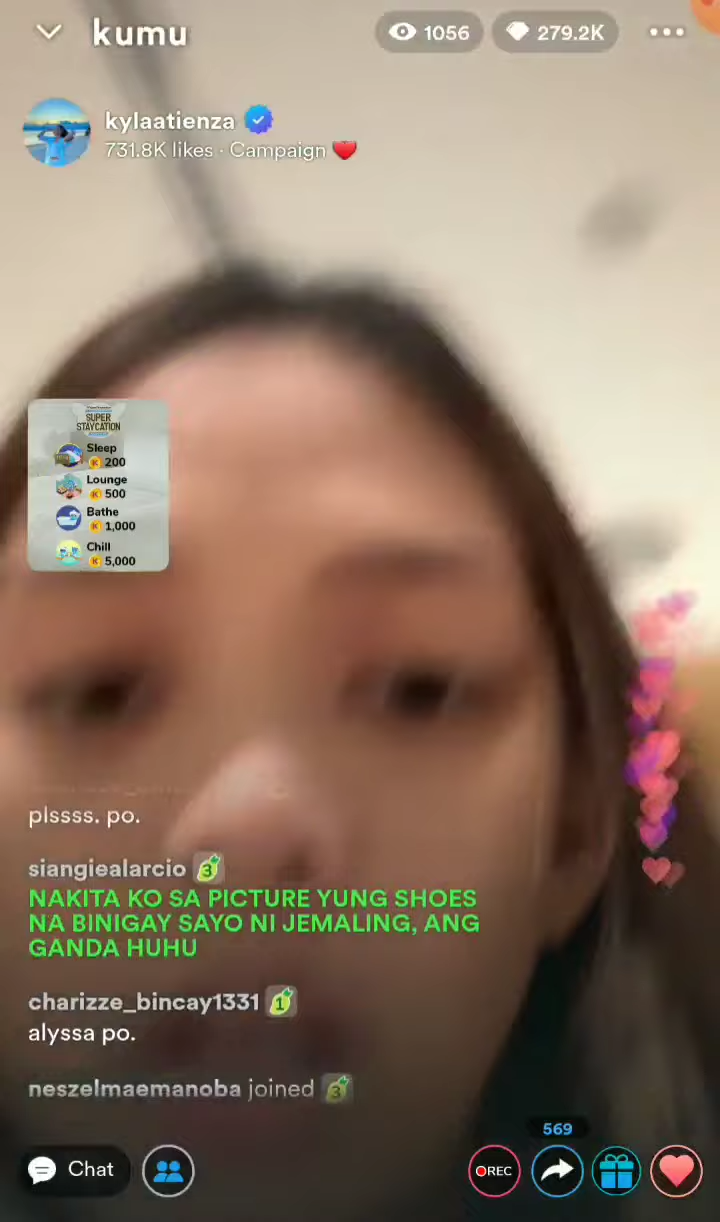 kumu
1056
279.2K
kylaatienza
731.8K likes · Campaign ❤️
SUPER
STAYCATION
Sleep
K 200
Lounge
K 500
Bathe
K 1,000
Chill
K 5,000
plssss. po.
siangiealarcio 3
NAKITA KO SA PICTURE YUNG SHOES
NA BINIGAY SAYO NI JEMALING, ANG
GANDA HUHU
charizze_bincay1331 1
alyssa po.
neszelmaemanoba joined 3
569
Chat
REC